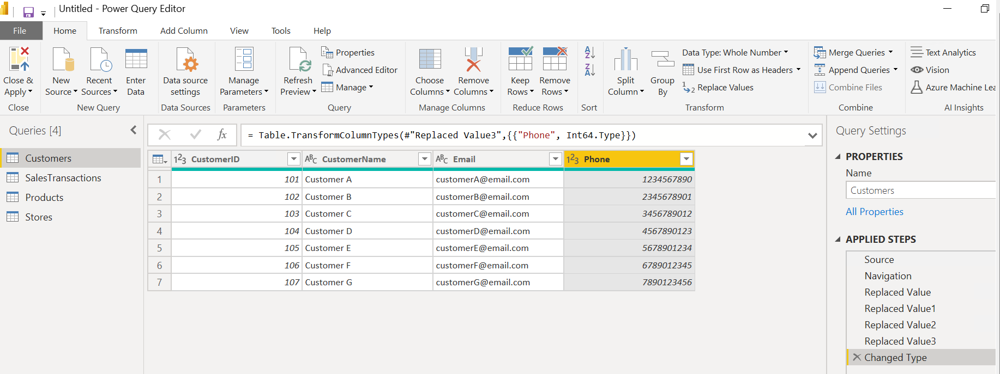 Untitled - Power Query Editor
File Home Transform Add Column View Tools Help
Close & Apply
New Source
Recent Sources
Enter Data
Data source settings
Manage Parameters
Refresh Preview
Properties
Advanced Editor
Manage
Choose Columns
Remove Columns
Keep Rows
Remove Rows
A Z
Z A
Split Column
Group By
Data Type: Whole Number
Use First Row as Headers
1 2 Replace Values
Merge Queries
Append Queries
Combine Files
Text Analytics
Vision
Azure Machine Lea
Close New Query Data Sources Parameters Query Manage Columns Reduce Rows Sort Transform Combine AI Insights
Queries [4]
Customers
SalesTransactions
Products
Stores
fx = Table.TransformColumnTypes(#"Replaced Value3",{{"Phone", Int64.Type}})
123 CustomerID ABC CustomerName ABC Email 123 Phone
1 101 Customer A customerA@email.com 1234567890
2 102 Customer B customerB@email.com 2345678901
3 103 Customer C customerC@email.com 3456789012
4 104 Customer D customerD@email.com 4567890123
5 105 Customer E customerE@email.com 5678901234
6 106 Customer F customerF@email.com 6789012345
7 107 Customer G customerG@email.com 7890123456
Query Settings
PROPERTIES
Name
Customers
All Properties
APPLIED STEPS
Source
Navigation
Replaced Value
Replaced Value1
Replaced Value2
Replaced Value3
Changed Type